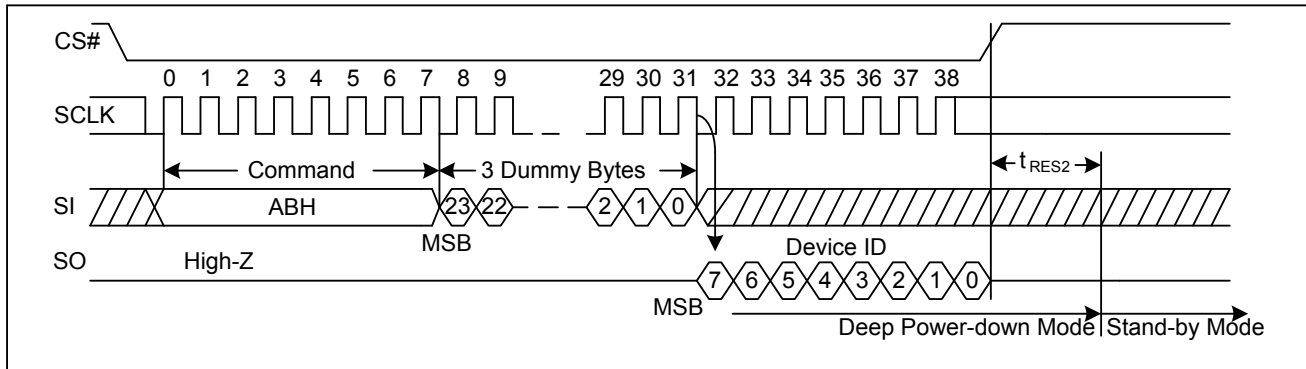 CS#
0 1 2 3 4 5 6 7 8 9 29 30 31 32 33 34 35 36 37 38
SCLK
Command 3 Dummy Bytes tRES2
SI ABH 23 22 2 1 0
MSB
SO High-Z Device ID
7 6 5 4 3 2 1 0
MSB
Deep Power-down Mode Stand-by Mode